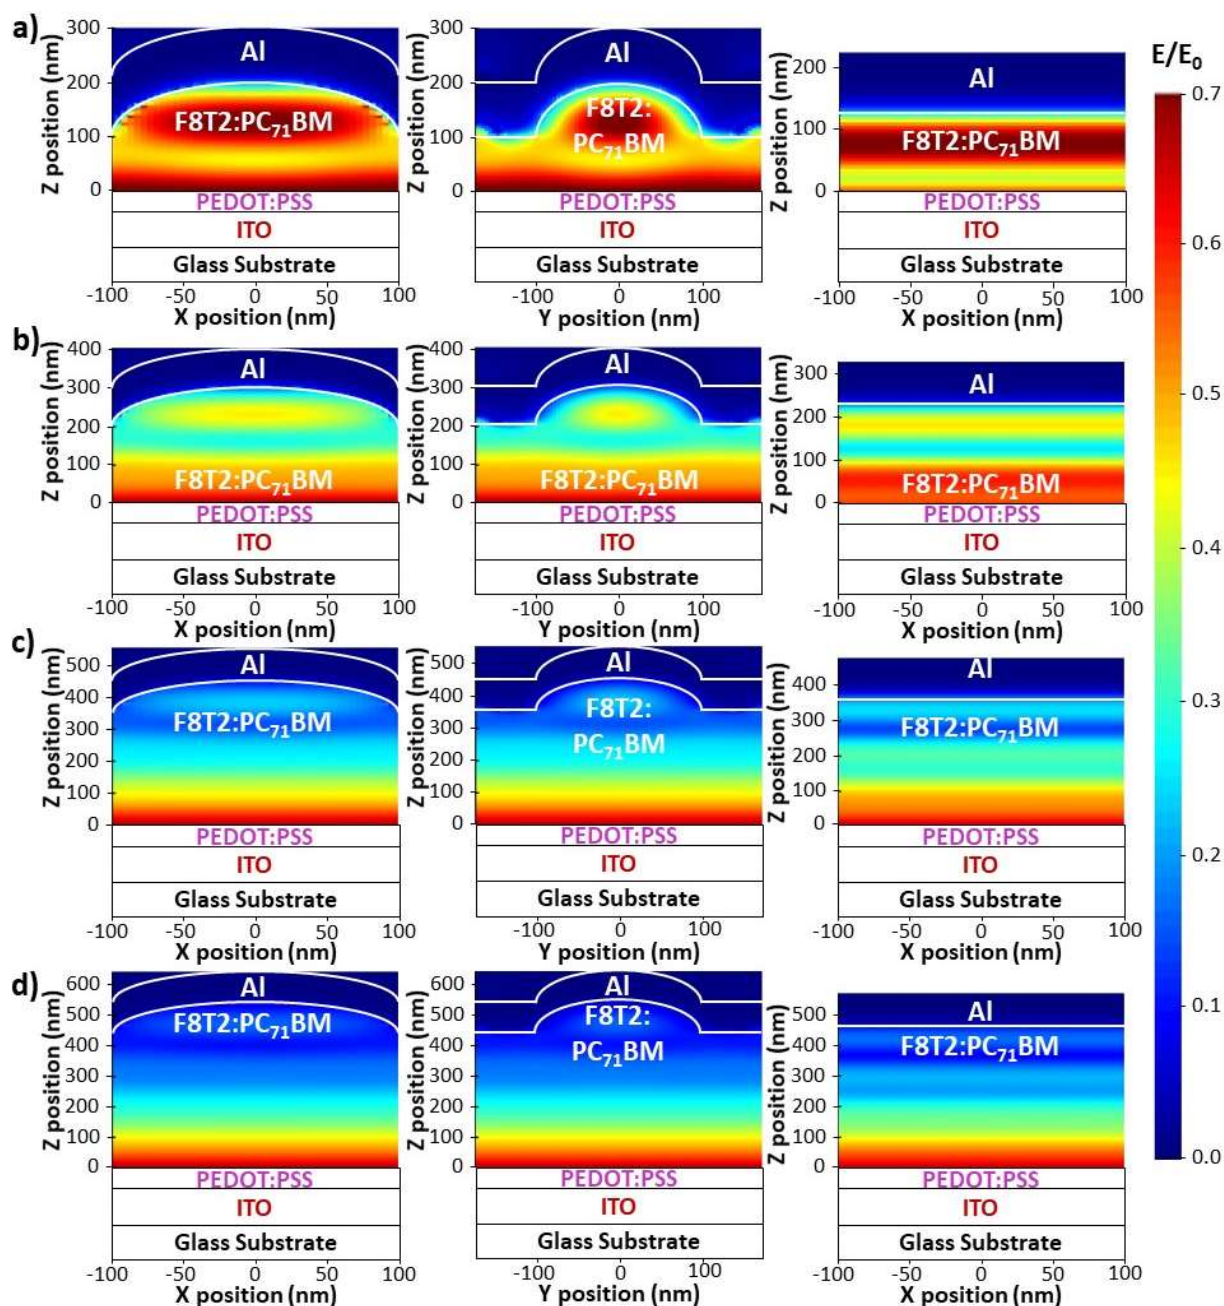 a)
Z position (nm)
300
200
100
0
Al
F8T2:PC71BM
PEDOT:PSS
ITO
Glass Substrate
-100 -50 0 50 100
X position (nm)
Z position (nm)
300
200
100
0
Al
F8T2:
PC71BM
PEDOT:PSS
ITO
Glass Substrate
-100 0 100
Y position (nm)
Z position (nm)
200
100
0
Al
F8T2:PC71BM
PEDOT:PSS
ITO
Glass Substrate
-100 -50 0 50 100
X position (nm)
E/E0
0.7
0.6
0.5
0.4
0.3
0.2
0.1
0.0
b)
Z position (nm)
400
300
200
100
0
Al
F8T2:PC71BM
PEDOT:PSS
ITO
Glass Substrate
-100 -50 0 50 100
X position (nm)
Z position (nm)
400
300
200
100
0
Al
F8T2:PC71BM
PEDOT:PSS
ITO
Glass Substrate
-100 0 100
Y position (nm)
Z position (nm)
300
200
100
0
Al
F8T2:PC71BM
PEDOT:PSS
ITO
Glass Substrate
-100 -50 0 50 100
X position (nm)
c)
Z position (nm)
500
400
300
200
100
0
Al
F8T2:PC71BM
PEDOT:PSS
ITO
Glass Substrate
-100 -50 0 50 100
X position (nm)
Z position (nm)
500
400
300
200
100
0
Al
F8T2:
PC71BM
PEDOT:PSS
ITO
Glass Substrate
-100 0 100
Y position (nm)
Z position (nm)
400
300
200
100
0
Al
F8T2:PC71BM
PEDOT:PSS
ITO
Glass Substrate
-100 -50 0 50 100
X position (nm)
d)
Z position (nm)
600
500
400
300
200
100
0
Al
F8T2:PC71BM
PEDOT:PSS
ITO
Glass Substrate
-100 -50 0 50 100
X position (nm)
Z position (nm)
600
500
400
300
200
100
0
Al
F8T2:
PC71BM
PEDOT:PSS
ITO
Glass Substrate
-100 0 100
Y position (nm)
Z position (nm)
500
400
300
200
100
0
Al
F8T2:PC71BM
PEDOT:PSS
ITO
Glass Substrate
-100 -50 0 50 100
X position (nm)